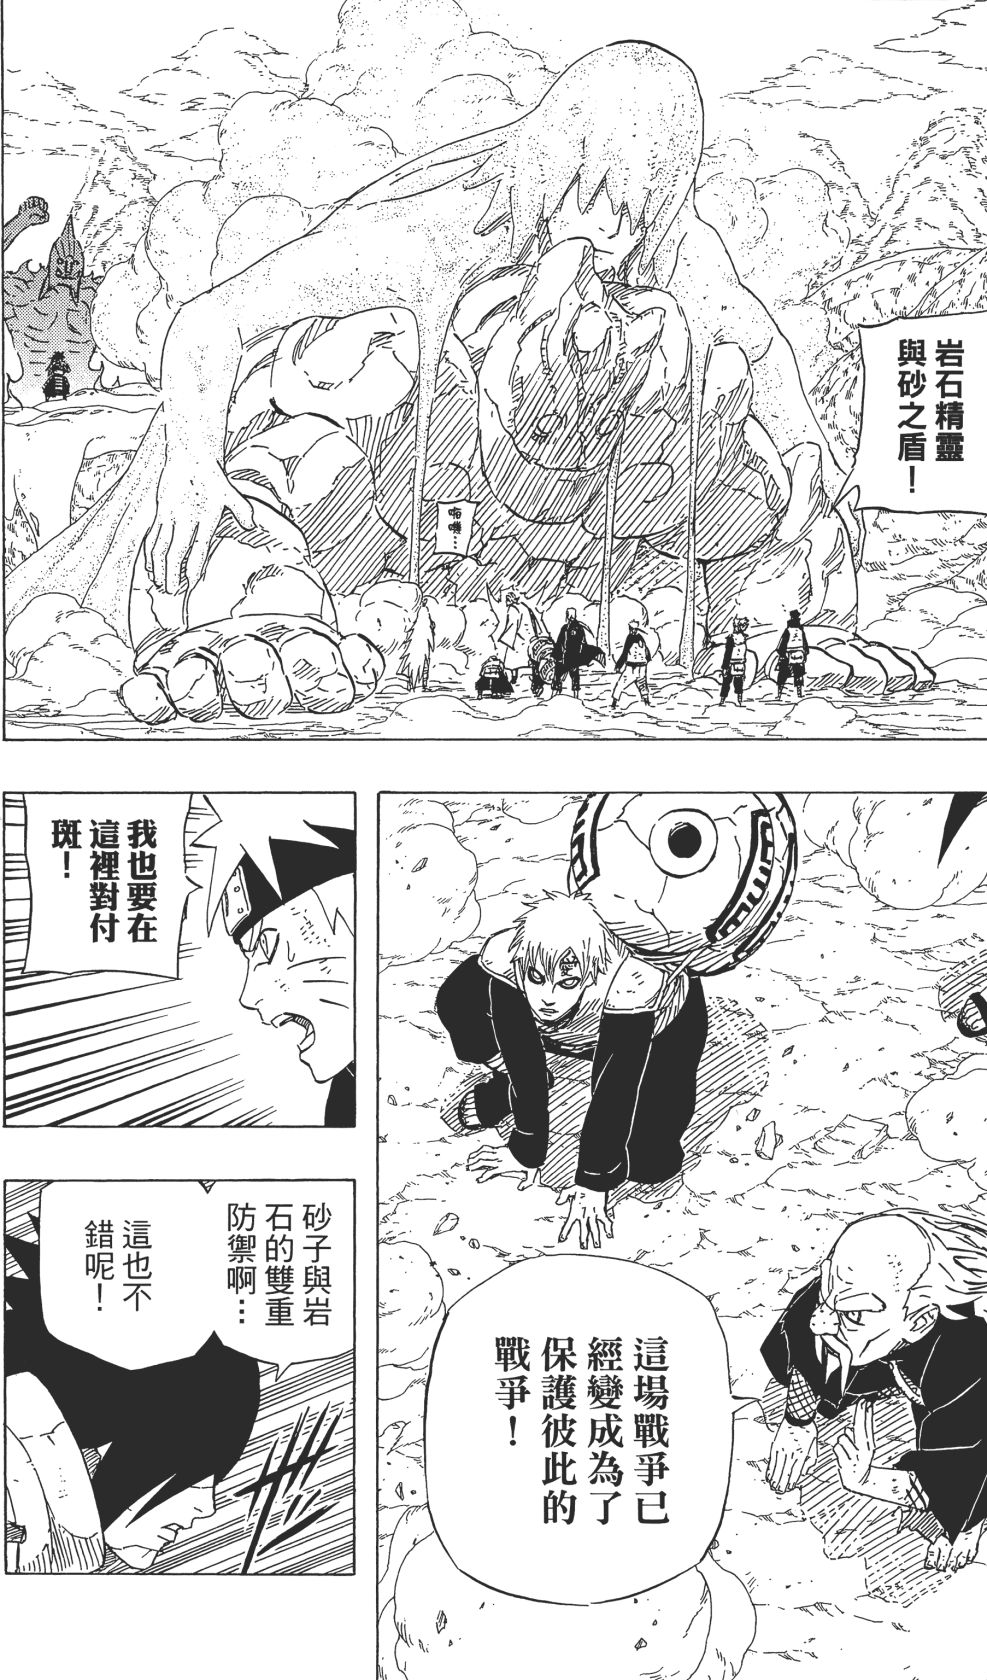 岩石精靈
與砂之盾！
這場戰爭已
經變成為了
保護彼此的
戰爭！
我也要在
這裡對付
斑！
砂子與岩
石的雙重
防禦啊…
這也不
錯呢！